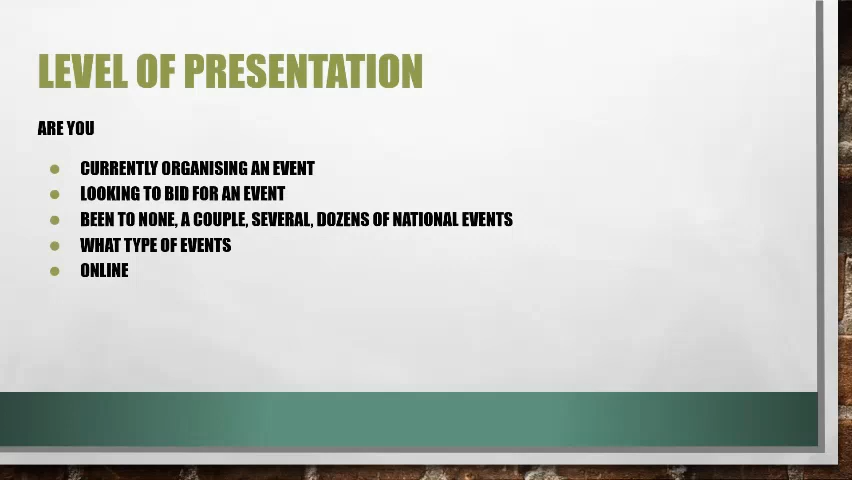 LEVEL OF PRESENTATION
ARE YOU
CURRENTLY ORGANISING AN EVENT
LOOKING TO BID FOR AN EVENT
BEEN TO NONE, A COUPLE, SEVERAL, DOZENS OF NATIONAL EVENTS
WHAT TYPE OF EVENTS
ONLINE